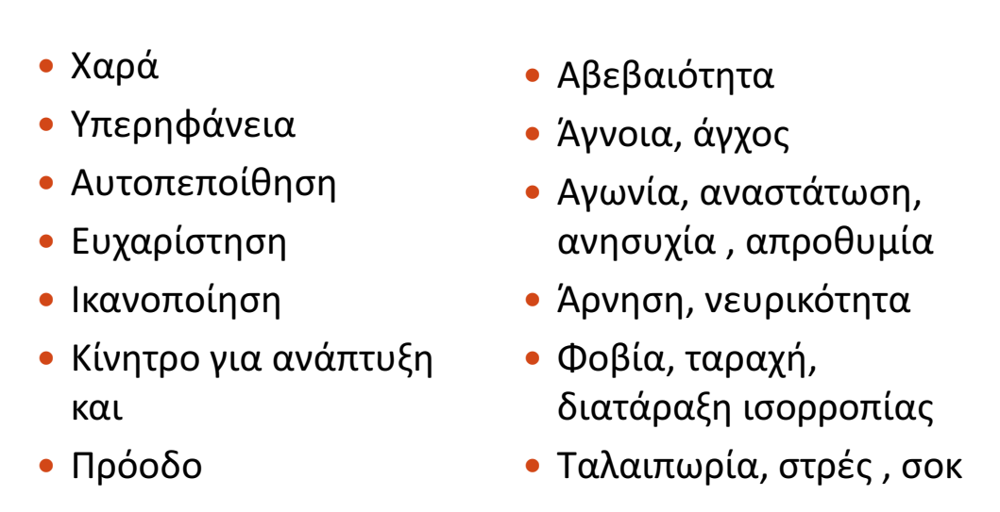 • Χαρά
• Υπερηφάνεια
• Αυτοπεποίθηση
• Ευχαρίστηση
• Ικανοποίηση
• Κίνητρο για ανάπτυξη
και
• Πρόοδο
• Αβεβαιότητα
• Άγνοια, άγχος
• Αγωνία, αναστάτωση,
ανησυχία , απροθυμία
• Άρνηση, νευρικότητα
• Φοβία, ταραχή,
διατάραξη ισορροπίας
• Ταλαιπωρία, στρές , σοκ